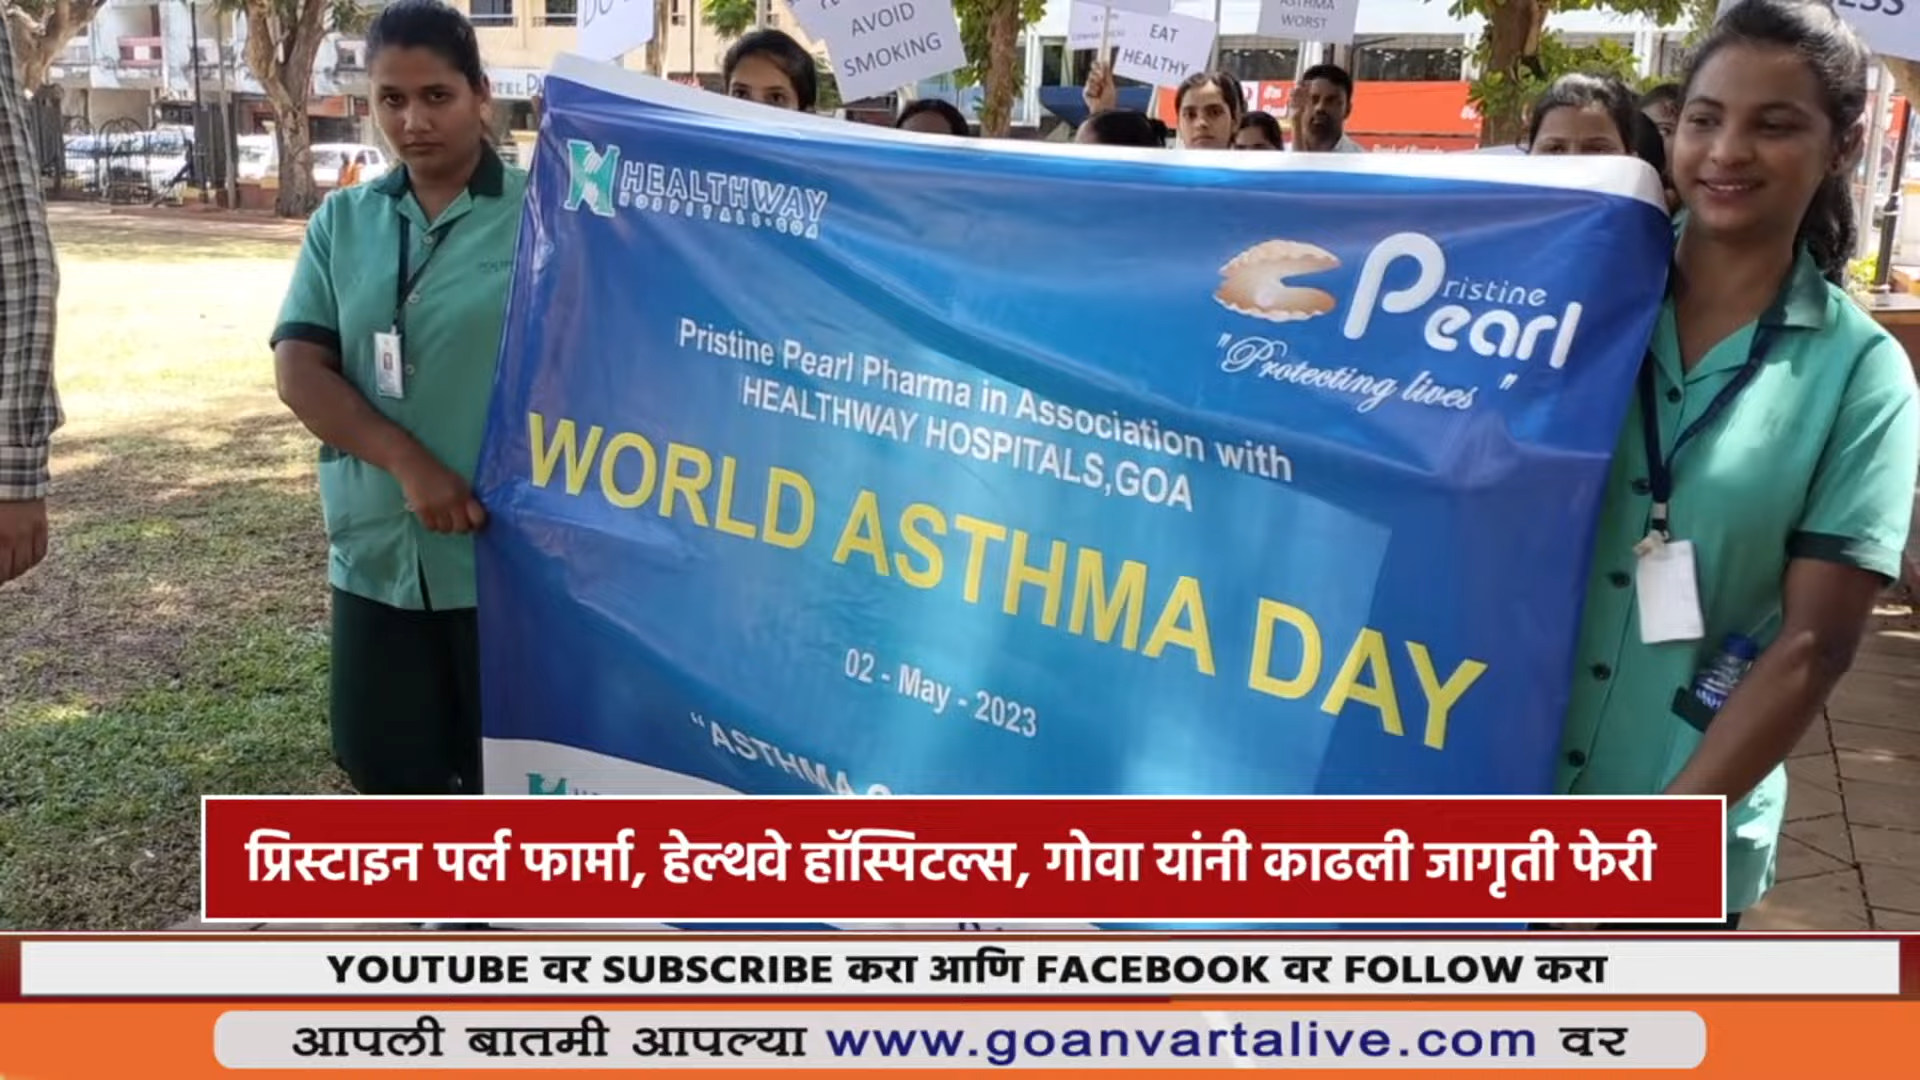 AVOID
SMOKING
EAT
HEALTHY
ASTHMA
WORST
HEALTHWAY
HOSPITALS.GOA
Pristine
Pearl
"Protecting lives"
Pristine Pearl Pharma in Association with
HEALTHWAY HOSPITALS,GOA
WORLD ASTHMA DAY
02 - May - 2023
“ASTHMA
प्रिस्टाइन पर्ल फार्मा, हेल्थवे हॉस्पिटल्स, गोवा यांनी काढली जागृती फेरी
YOUTUBE वर SUBSCRIBE करा आणि FACEBOOK वर FOLLOW करा
आपली बातमी आपल्या www.goanvartalive.com वर